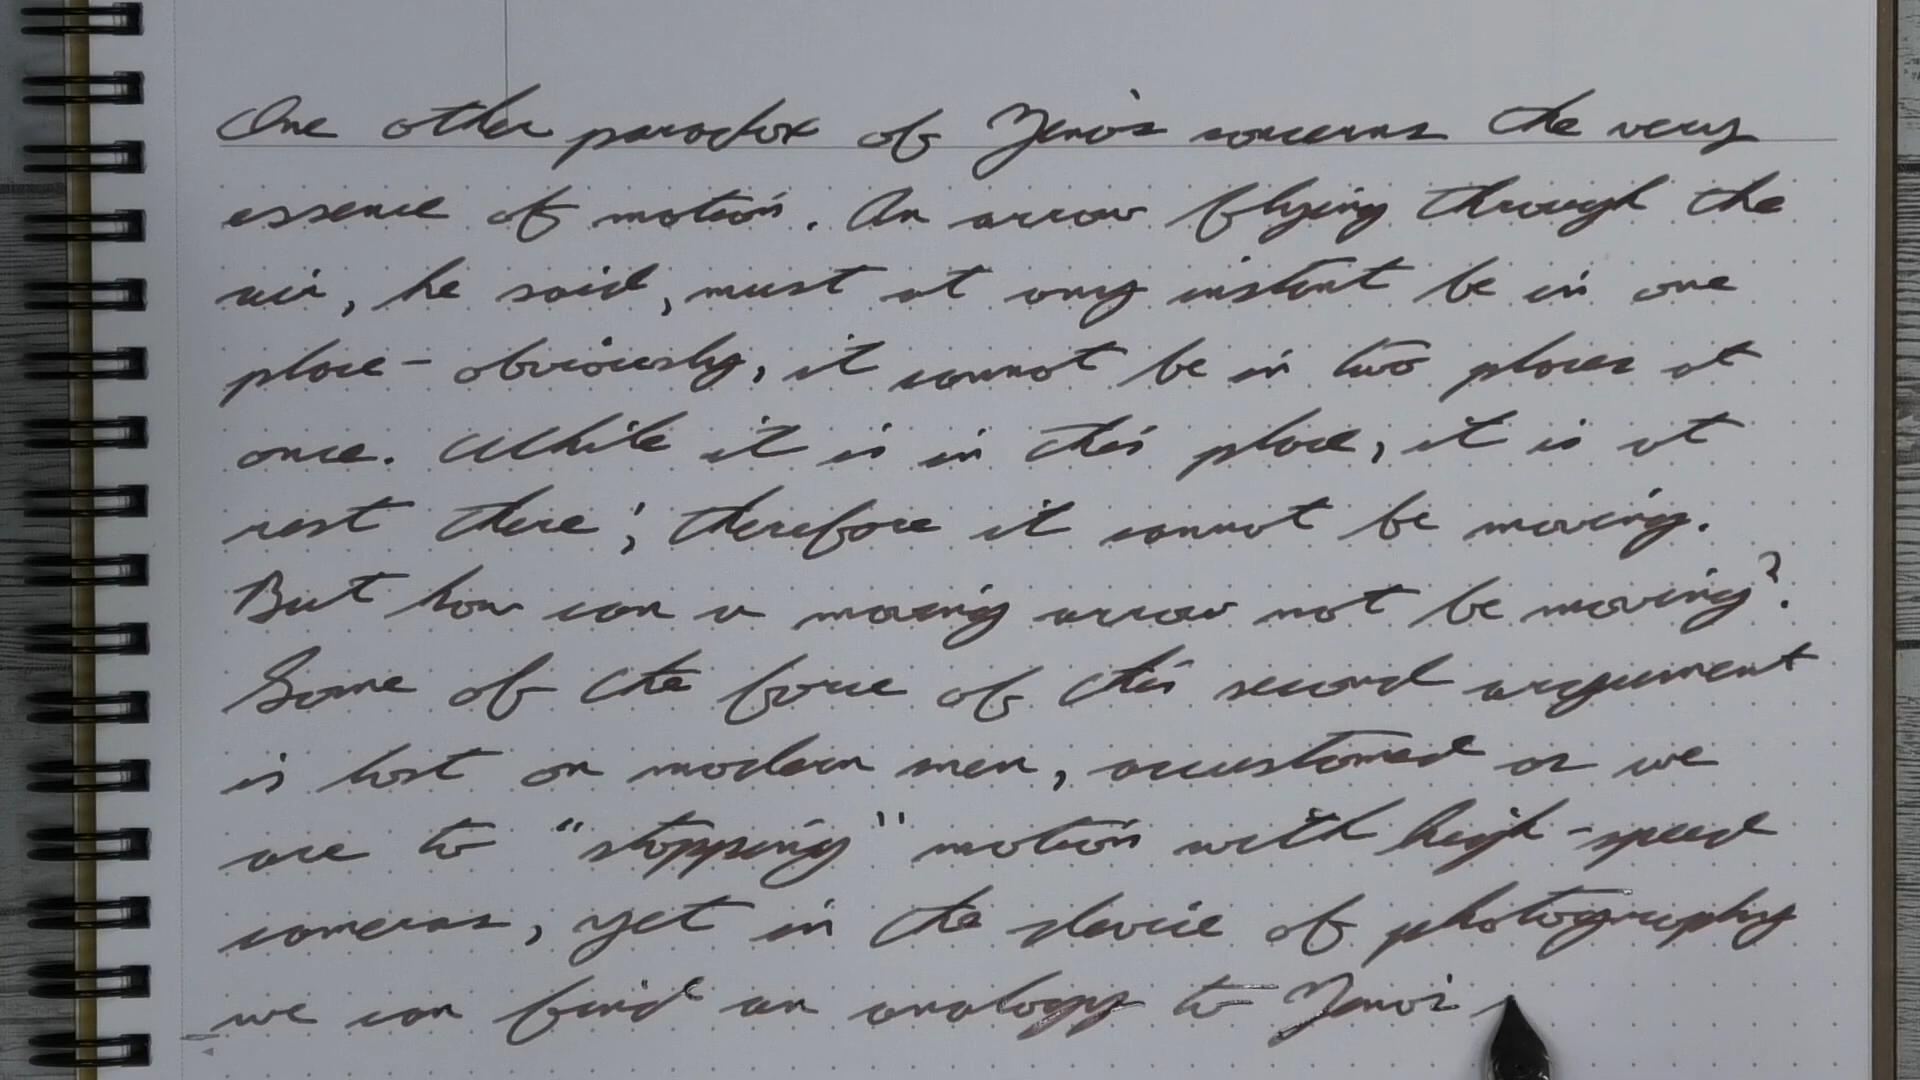 One other paradox of Zeno's concerns the very
essence of motion. An arrow flying through the
air, he said, must at any instant be in one
place - obviously, it cannot be in two places at
once. While it is in this place, it is at
rest there; therefore it cannot be moving.
But how can a moving arrow not be moving?
Some of the force of this second argument
is lost on modern men, accustomed as we
are to "stopping" motion with high-speed
cameras, yet in the device of photography
we can find an analogy to Zeno's